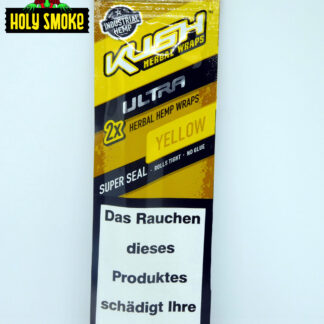 HOLY SMOKE
INDUSTRIAL
HEMP
KUSH
HERBAL WRAPS
ULTRA
2x HERBAL HEMP WRAPS
YELLOW
SUPER SEAL - ROLLS TIGHT - NO GLUE
Das Rauchen
dieses
Produktes
schädigt Ihre